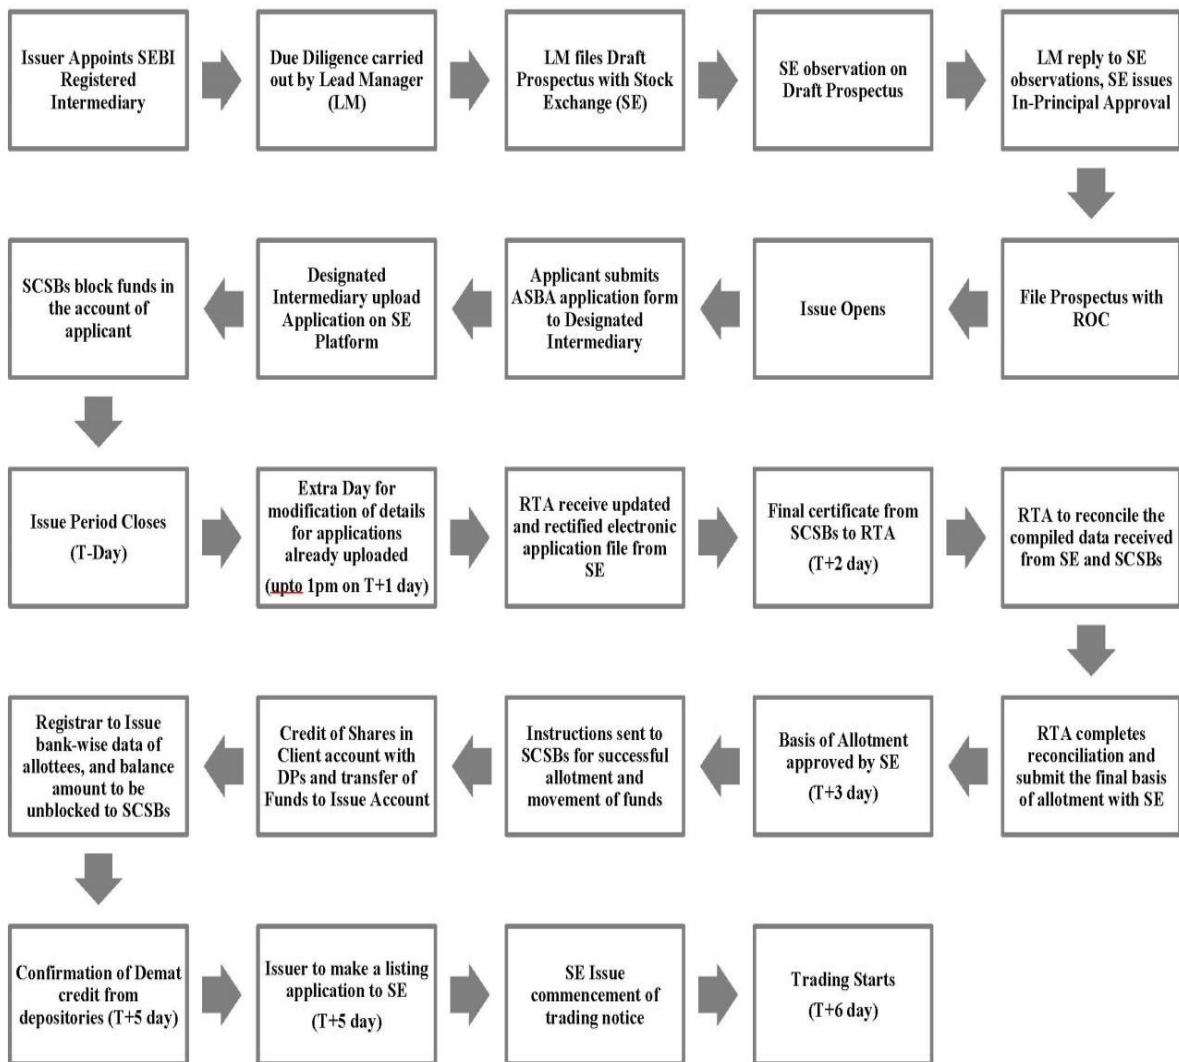 Issuer Appoints SEBI
Registered
Intermediary
Due Diligence carried
out by Lead Manager
(LM)
LM files Draft
Prospectus with Stock
Exchange (SE)
SE observation on
Draft Prospectus
LM reply to SE
observations, SE issues
In-Principal Approval
File Prospectus with
ROC
Issue Opens
Applicant submits
ASBA application form
to Designated
Intermediary
Designated
Intermediary upload
Application on SE
Platform
SCSBs block funds in
the account of
applicant
Issue Period Closes
(T-Day)
Extra Day for
modification of details
for applications
already uploaded
(upto 1pm on T+1 day)
RTA receive updated
and rectified electronic
application file from
SE
Final certificate from
SCSBs to RTA
(T+2 day)
RTA to reconcile the
compiled data received
from SE and SCSBs
RTA completes
reconciliation and
submit the final basis
of allotment with SE
Basis of Allotment
approved by SE
(T+3 day)
Instructions sent to
SCSBs for successful
allotment and
movement of funds
Credit of Shares in
Client account with
DPs and transfer of
Funds to Issue Account
Registrar to Issue
bank-wise data of
allottees, and balance
amount to be
unblocked to SCSBs
Confirmation of Demat
credit from
depositories (T+5 day)
Issuer to make a listing
application to SE
(T+5 day)
SE Issue
commencement of
trading notice
Trading Starts
(T+6 day)